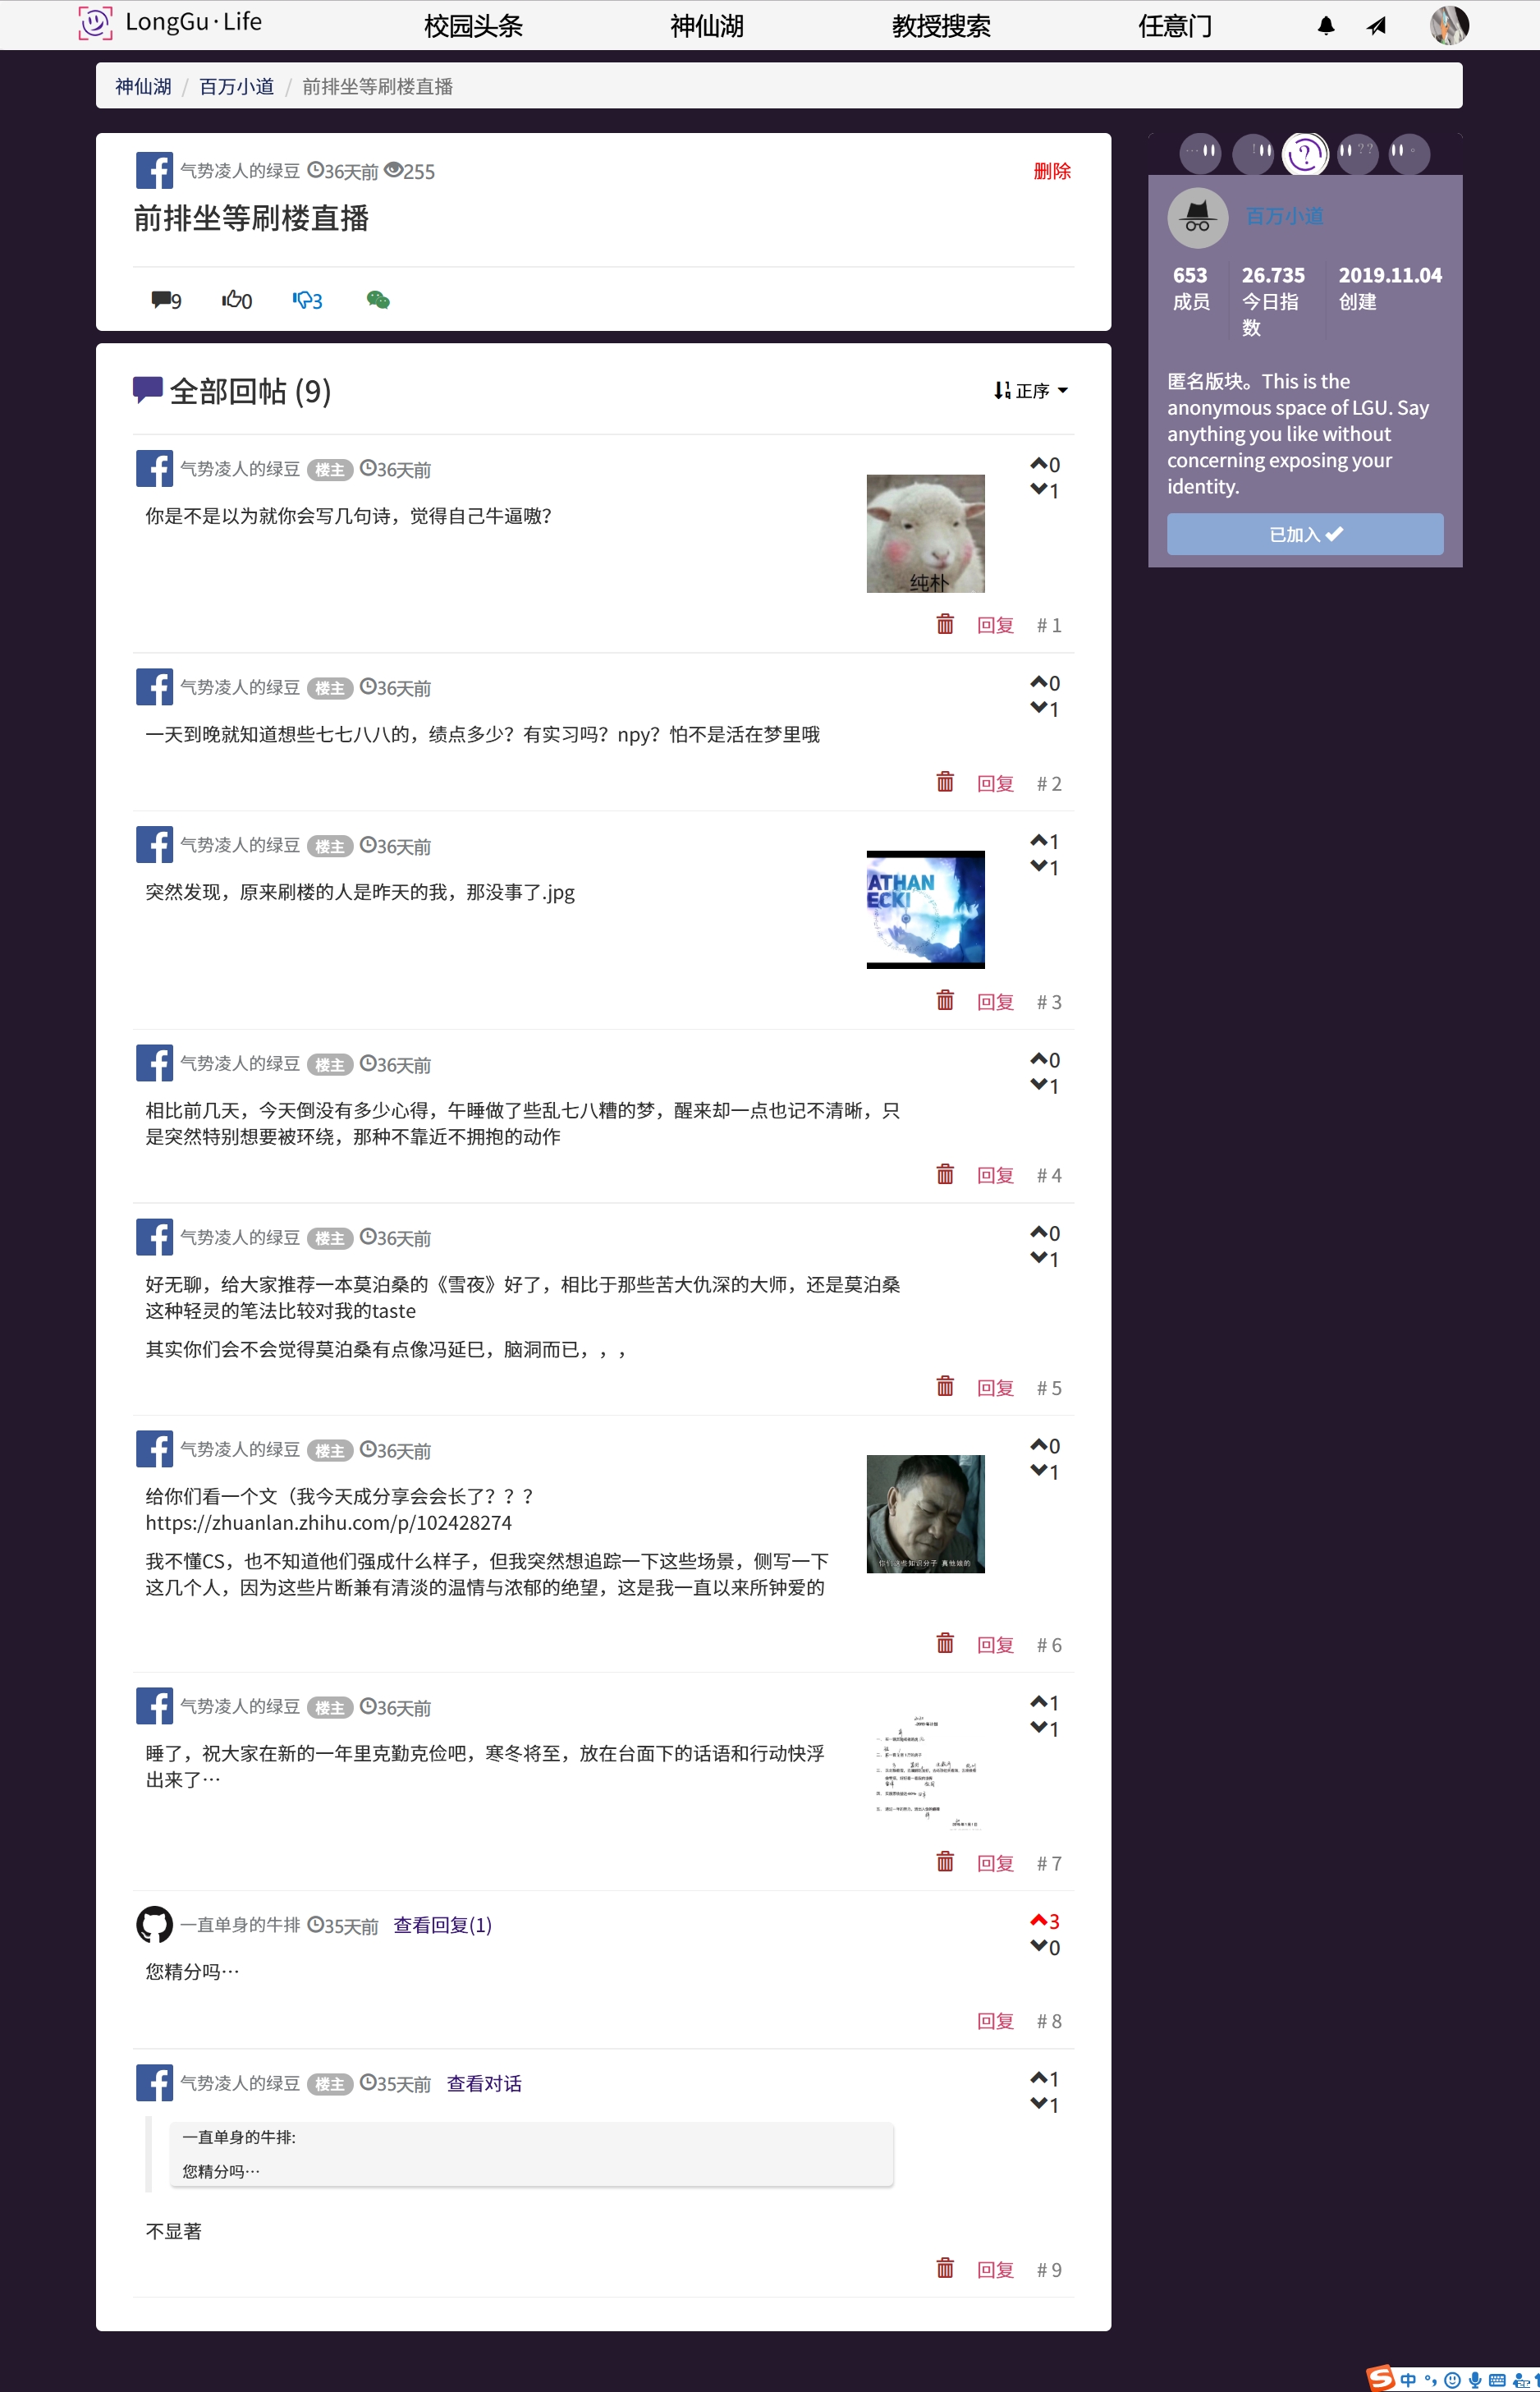 LongGu·Life 校园头条 神仙湖 教授搜索 任意门
神仙湖 / 百万小道 / 前排坐等刷楼直播
气势凌人的绿豆 36天前 255 删除
前排坐等刷楼直播
9 0 3
全部回帖 (9) 正序
气势凌人的绿豆 楼主 36天前 0
1
你是不是以为就你会写几句诗，觉得自己牛逼嗷？
纯朴
回复 # 1
气势凌人的绿豆 楼主 36天前 0
1
一天到晚就知道想些七七八八的，绩点多少？有实习吗？npy？怕不是活在梦里哦
回复 # 2
气势凌人的绿豆 楼主 36天前 1
1
突然发现，原来刷楼的人是昨天的我，那没事了.jpg
ATHAN
ECKI
回复 # 3
气势凌人的绿豆 楼主 36天前 0
1
相比前几天，今天倒没有多少心得，午睡做了些乱七八糟的梦，醒来却一点也记不清晰，只
是突然特别想要被环绕，那种不靠近不拥抱的动作
回复 # 4
气势凌人的绿豆 楼主 36天前 0
1
好无聊，给大家推荐一本莫泊桑的《雪夜》好了，相比于那些苦大仇深的大师，还是莫泊桑
这种轻灵的笔法比较对我的taste
其实你们会不会觉得莫泊桑有点像冯延巳，脑洞而已，，，
回复 # 5
气势凌人的绿豆 楼主 36天前 0
1
给你们看一个文（我今天成分享会会长了？？？
https://zhuanlan.zhihu.com/p/102428274
我不懂CS，也不知道他们强成什么样子，但我突然想追踪一下这些场景，侧写一下
这几个人，因为这些片断兼有清淡的温情与浓郁的绝望，这是我一直以来所钟爱的
你们这些知识分子 真他娘的
回复 # 6
气势凌人的绿豆 楼主 36天前 1
1
睡了，祝大家在新的一年里克勤克俭吧，寒冬将至，放在台面下的话语和行动快浮
出来了…
回复 # 7
一直单身的牛排 35天前 查看回复(1) 3
0
您精分吗…
回复 # 8
气势凌人的绿豆 楼主 35天前 查看对话 1
1
一直单身的牛排:
您精分吗…
不显著
回复 # 9
… ! ? ?? 。
百万小道
653 26.735 2019.11.04
成员 今日指 创建
数
匿名版块。This is the
anonymous space of LGU. Say
anything you like without
concerning exposing your
identity.
已加入
S 中